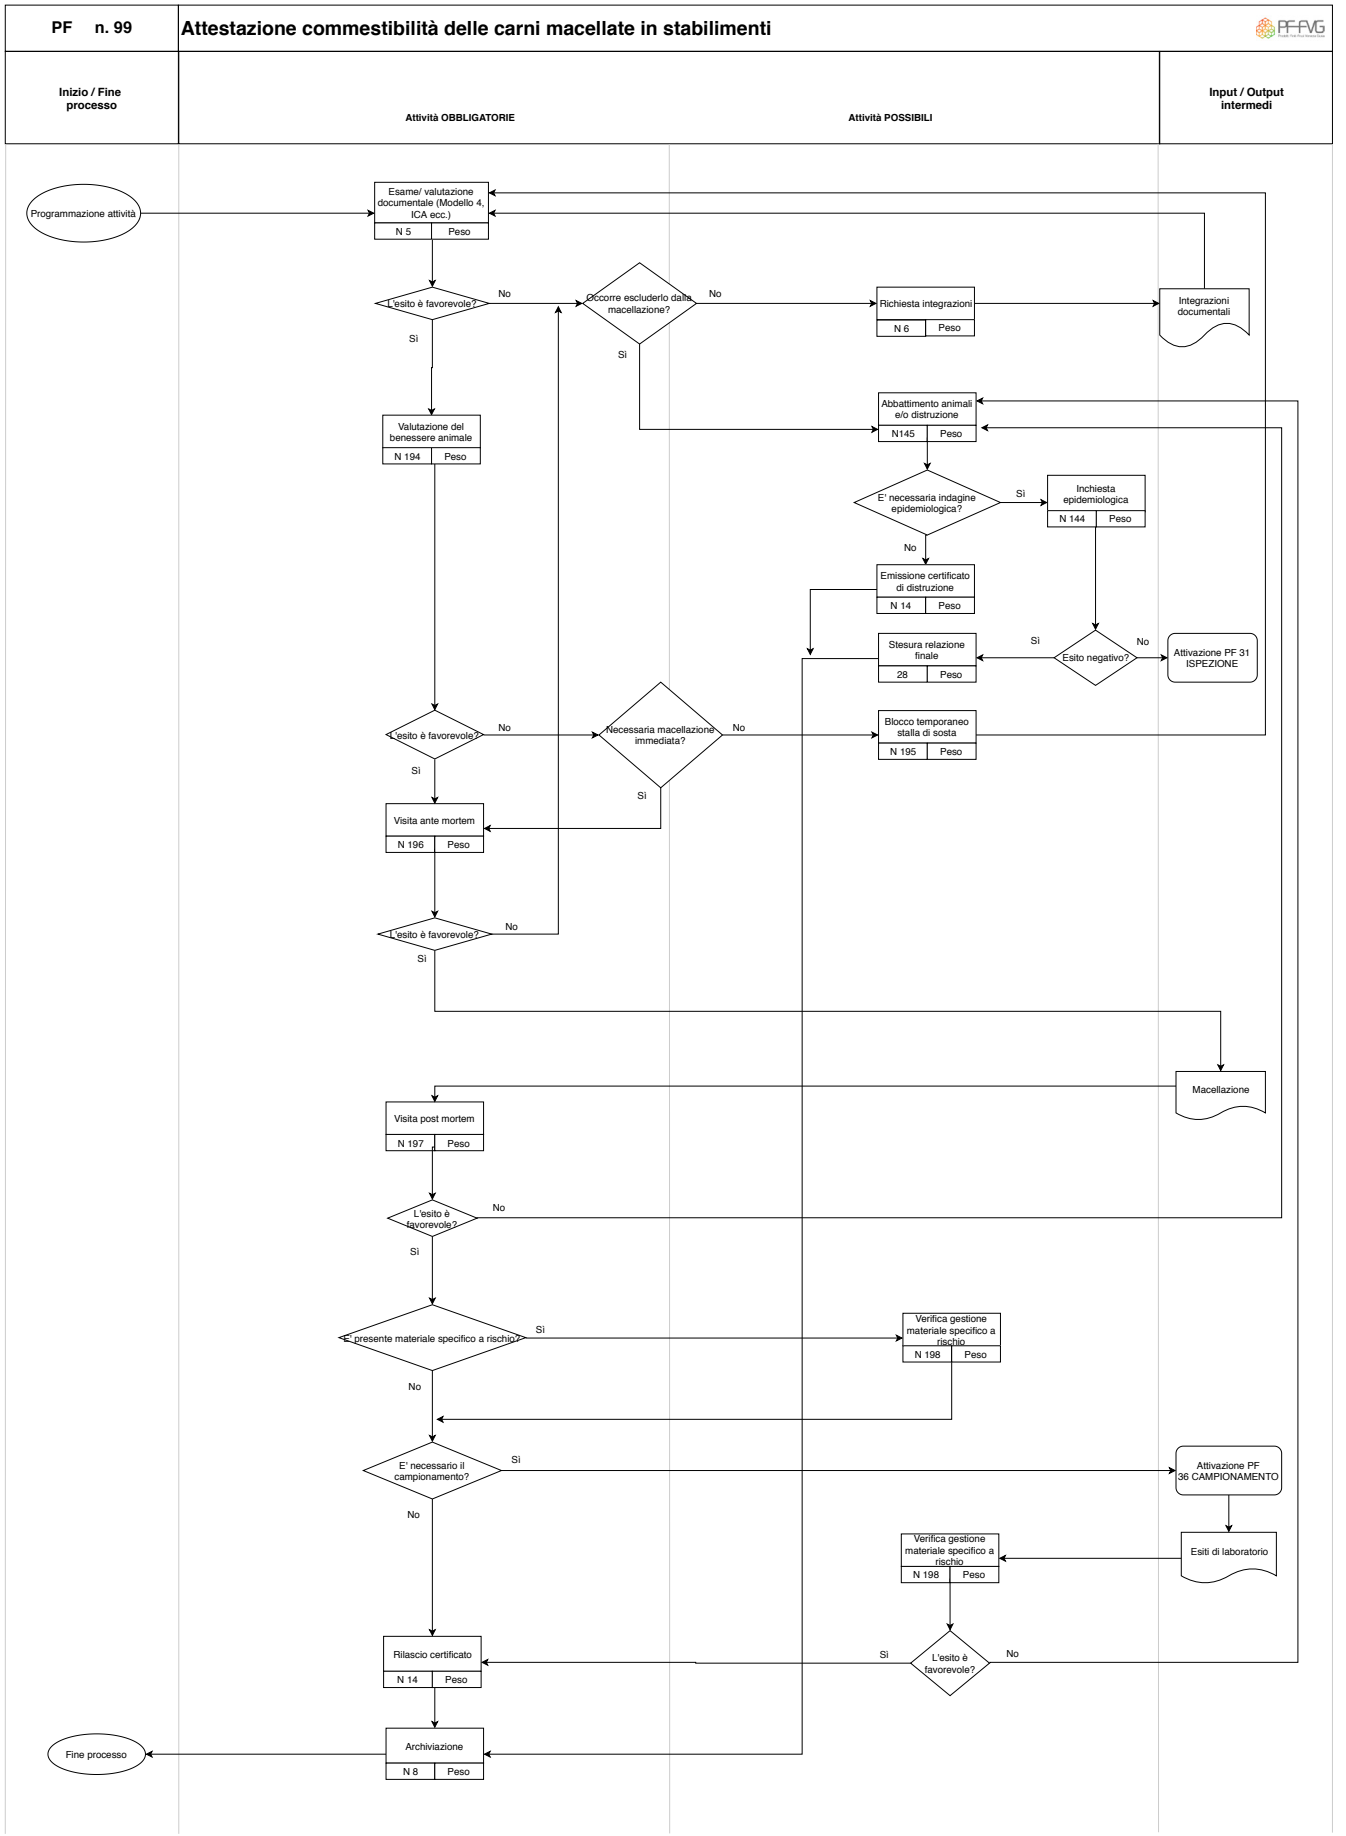 PF n. 99
Attestazione commestibilità delle carni macellate in stabilimenti
PF-FVG
Inizio / Fine
processo
Attività OBBLIGATORIE
Attività POSSIBILI
Input / Output
intermedi
Programmazione attività
Esame/ valutazione
documentale (Modello 4,
ICA ecc.)
N 5 Peso
L'esito è favorevole?
No
Sì
Occorre escluderlo dalla
macellazione?
No
Sì
Richiesta integrazioni
N 6 Peso
Integrazioni
documentali
Abbattimento animali
e/o distruzione
N145 Peso
Valutazione del
benessere animale
N 194 Peso
E' necessaria indagine
epidemiologica?
Sì
No
Inchiesta
epidemiologica
N 144 Peso
Emissione certificato
di distruzione
N 14 Peso
Stesura relazione
finale
28 Peso
Sì
Esito negativo?
No
Attivazione PF 31
ISPEZIONE
L'esito è favorevole?
No
Sì
Necessaria macellazione
immediata?
No
Sì
Blocco temporaneo
stalla di sosta
N 195 Peso
Visita ante mortem
N 196 Peso
L'esito è favorevole?
No
Sì
Macellazione
Visita post mortem
N 197 Peso
L'esito è
favorevole?
No
Sì
E' presente materiale specifico a rischio?
Sì
No
Verifica gestione
materiale specifico a
rischio
N 198 Peso
E' necessario il
campionamento?
Sì
No
Attivazione PF
36 CAMPIONAMENTO
Esiti di laboratorio
Verifica gestione
materiale specifico a
rischio
N 198 Peso
L'esito è
favorevole?
Sì
No
Rilascio certificato
N 14 Peso
Archiviazione
N 8 Peso
Fine processo